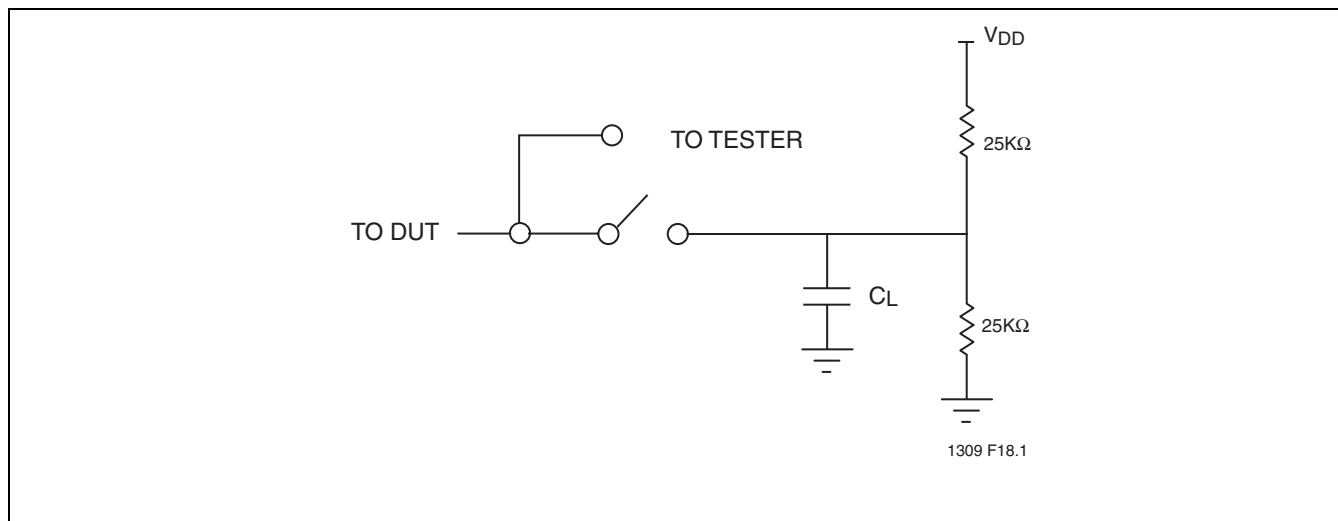 VDD
25KΩ
TO TESTER
TO DUT
CL
25KΩ
1309 F18.1